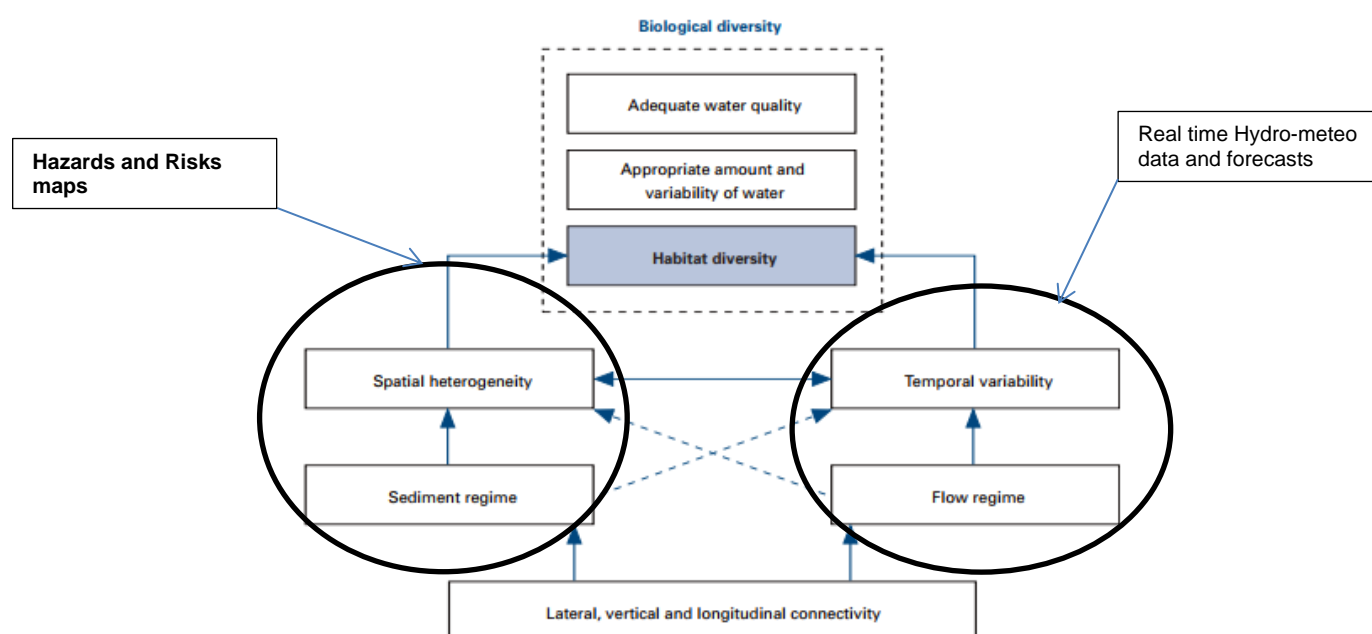 Biological diversity
Adequate water quality
Hazards and Risks
maps
Real time Hydro-meteo
data and forecasts
Appropriate amount and
variability of water
Habitat diversity
Spatial heterogeneity
Temporal variability
Sediment regime
Flow regime
Lateral, vertical and longitudinal connectivity